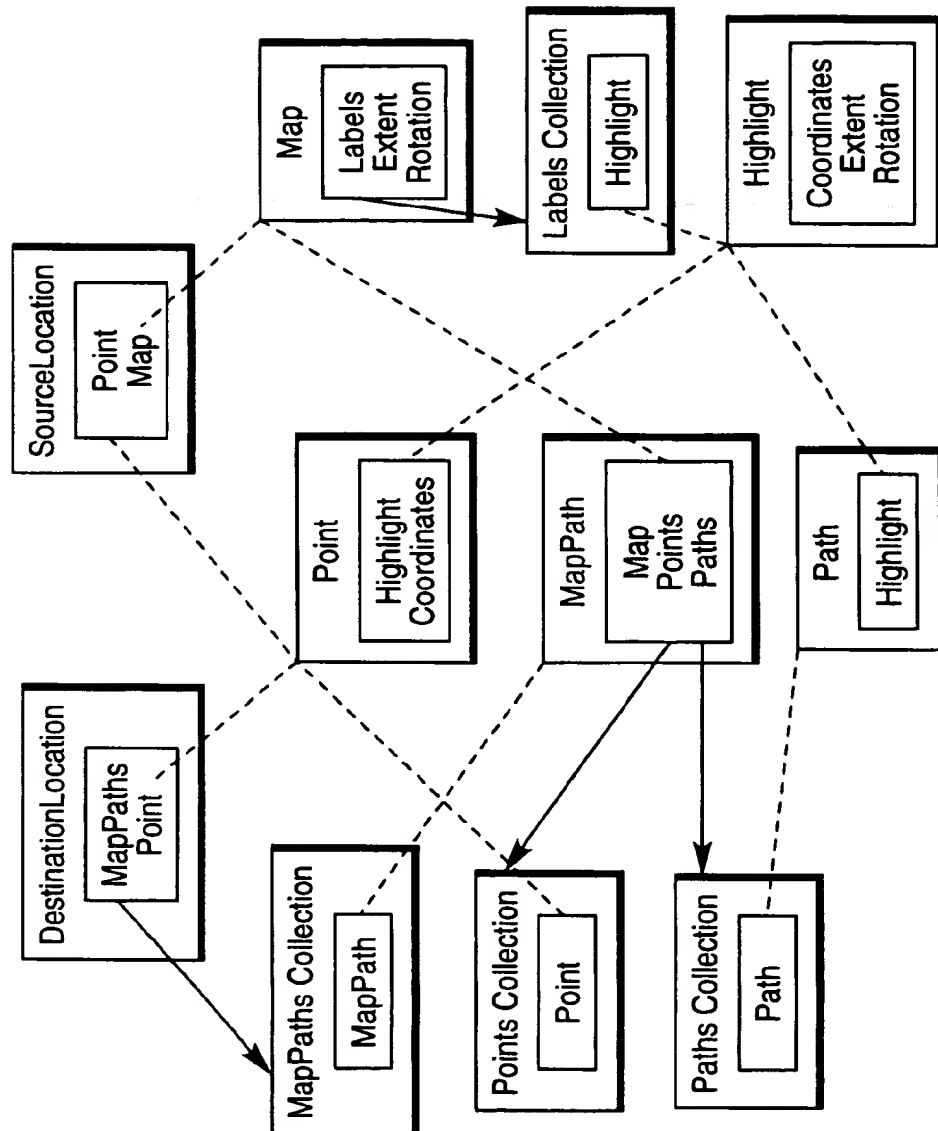 DestinationLocation
MapPaths
Point
MapPaths Collection
MapPath
Points Collection
Point
Paths Collection
Path
Point
Highlight
Coordinates
MapPath
Map
Points
Paths
Path
Highlight
SourceLocation
Point
Map
Map
Labels
Extent
Rotation
Labels Collection
Highlight
Highlight
Coordinates
Extent
Rotation